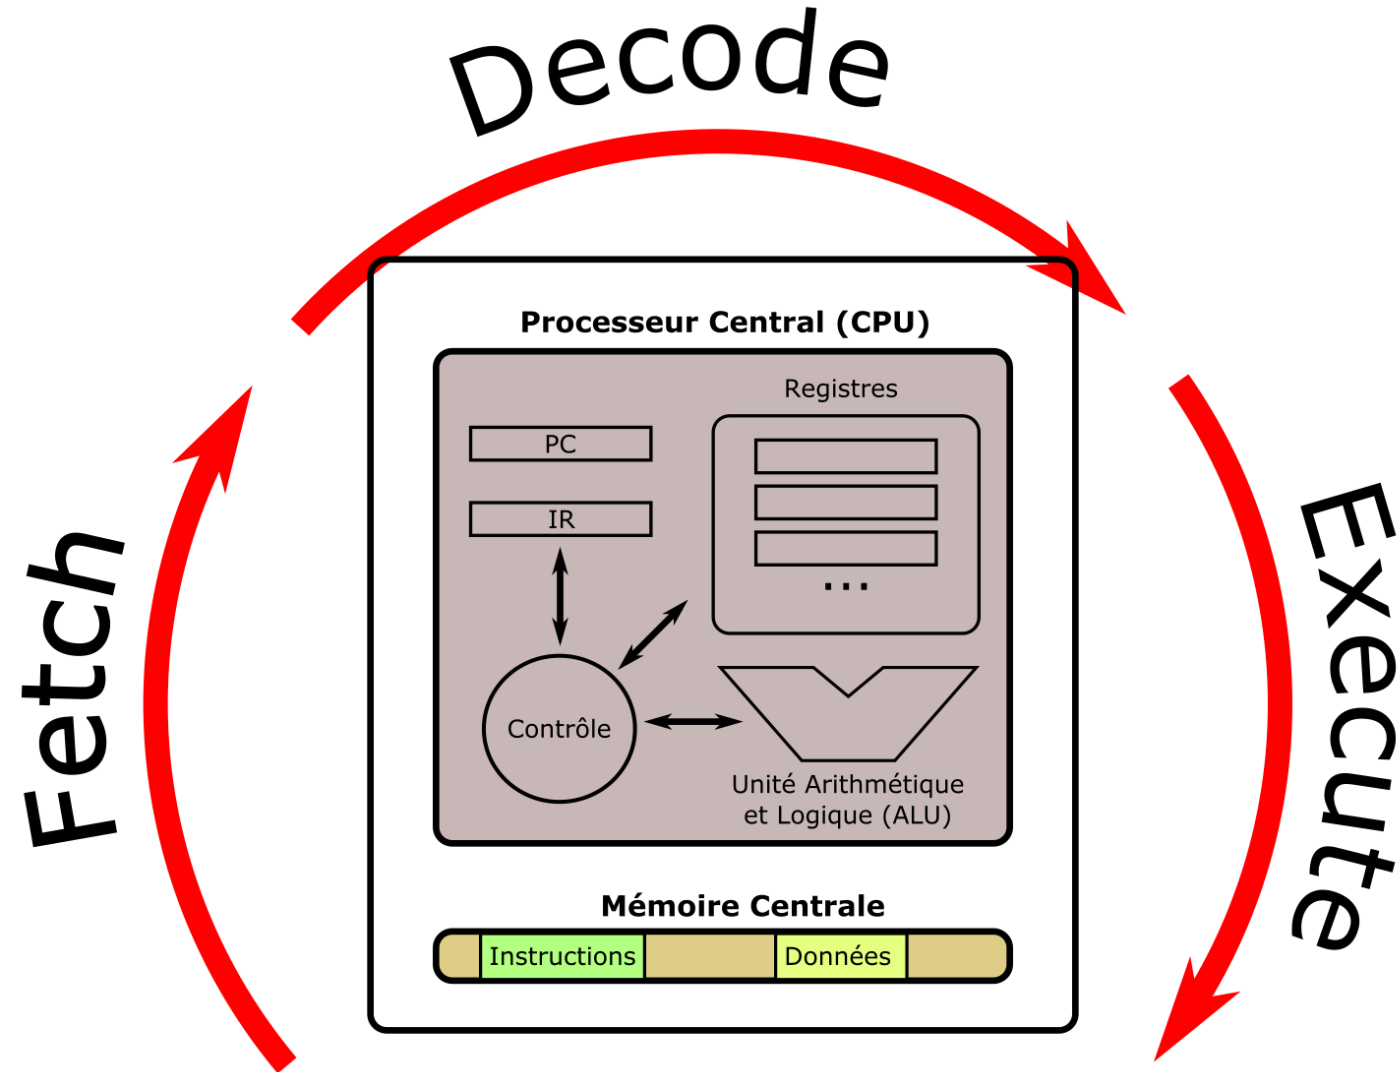 Decode
Fetch
Execute
Processeur Central (CPU)
Registres
PC
IR
...
Contrôle
Unité Arithmétique
et Logique (ALU)
Mémoire Centrale
Instructions
Données